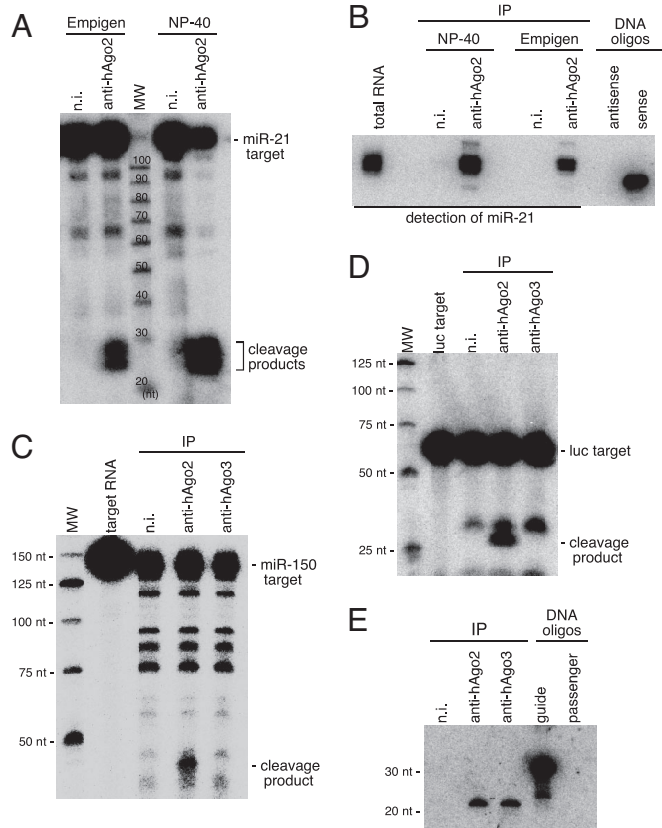 A
Empigen
NP-40
n.i.
anti-hAgo2
MW
n.i.
anti-hAgo2
miR-21
target
100
90
80
70
60
50
40
30
20
(nt)
cleavage
products
B
IP
NP-40
Empigen
DNA
oligos
total RNA
n.i.
anti-hAgo2
n.i.
anti-hAgo2
antisense
sense
detection of miR-21
C
IP
MW
target RNA
n.i.
anti-hAgo2
anti-hAgo3
150 nt
125 nt
100 nt
75 nt
50 nt
miR-150
target
cleavage
product
D
IP
MW
luc target
n.i.
anti-hAgo2
anti-hAgo3
125 nt
100 nt
75 nt
50 nt
25 nt
luc target
cleavage
product
E
IP
DNA
oligos
n.i.
anti-hAgo2
anti-hAgo3
guide
passenger
30 nt
20 nt